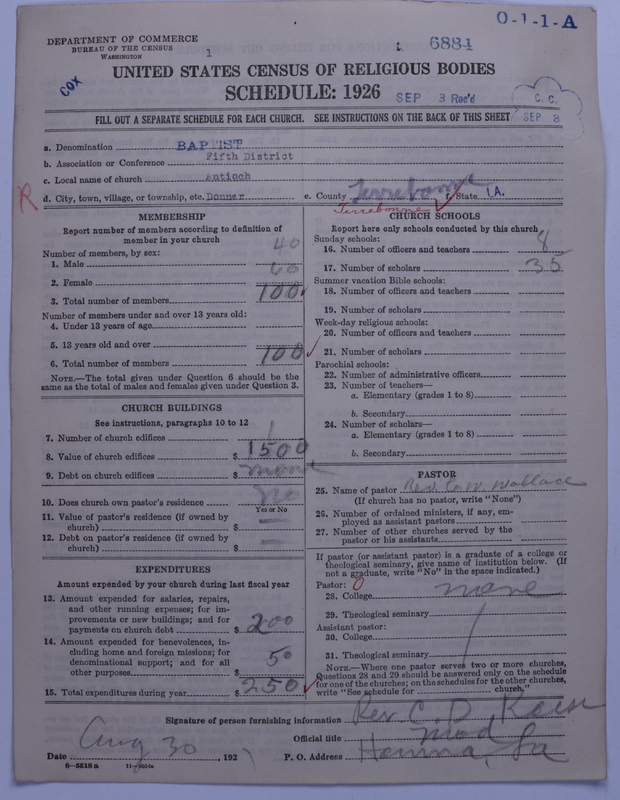 O-1-1-A
DEPARTMENT OF COMMERCE
BUREAU OF THE CENSUS
WASHINGTON
1
6884
COX
UNITED STATES CENSUS OF RELIGIOUS BODIES
SCHEDULE: 1926
SEP 3 Rec'd
C. C.
SEP 8
FILL OUT A SEPARATE SCHEDULE FOR EACH CHURCH. SEE INSTRUCTIONS ON THE BACK OF THIS SHEET
a. Denomination BAPTIST
b. Association or Conference Fifth District
c. Local name of church Antioch
R
d. City, town, village, or township, etc. Donner e. County Terrebonne f. State LA.
Terrebonne
MEMBERSHIP
Report number of members according to definition of member in your church
Number of members, by sex:
1. Male 40
2. Female 60
3. Total number of members 100
Number of members under and over 13 years old:
4. Under 13 years of age
5. 13 years old and over
6. Total number of members 100
NOTE.—The total given under Question 6 should be the same as the total of males and females given under Question 3.
CHURCH BUILDINGS
See instructions, paragraphs 10 to 12
7. Number of church edifices 1
8. Value of church edifices $ 1500
9. Debt on church edifices $ none
10. Does church own pastor's residence no
Yes or No
11. Value of pastor's residence (if owned by church) $ —
12. Debt on pastor's residence (if owned by church) $ —
EXPENDITURES
Amount expended by your church during last fiscal year
13. Amount expended for salaries, repairs, and other running expenses; for improvements or new buildings; and for payments on church debt $ 200
14. Amount expended for benevolences, including home and foreign missions; for denominational support; and for all other purposes $ 50
15. Total expenditures during year $ 250
CHURCH SCHOOLS
Report here only schools conducted by this church
Sunday schools:
16. Number of officers and teachers 8
17. Number of scholars 35
Summer vacation Bible schools:
18. Number of officers and teachers
19. Number of scholars
Week-day religious schools:
20. Number of officers and teachers
21. Number of scholars
Parochial schools:
22. Number of administrative officers
23. Number of teachers—
a. Elementary (grades 1 to 8)
b. Secondary
24. Number of scholars—
a. Elementary (grades 1 to 8)
b. Secondary
PASTOR
25. Name of pastor Rev. C. W. Wallace
(If church has no pastor, write "None")
26. Number of ordained ministers, if any, employed as assistant pastors
27. Number of other churches served by the pastor or his assistants
If pastor (or assistant pastor) is a graduate of a college or theological seminary, give name of institution below. (If not a graduate, write "No" in the space indicated.)
Pastor: 0
28. College none
29. Theological seminary
Assistant pastor:
30. College
31. Theological seminary
NOTE.—Where one pastor serves two or more churches, Questions 28 and 29 should be answered only on the schedule for one of the churches; on the schedules for the other churches, write "See schedule for church."
Signature of person furnishing information Rev. C. D.
Official title Mod
Date Aug 30, 192 P. O. Address Houma, La
6—5518a 11—9051a